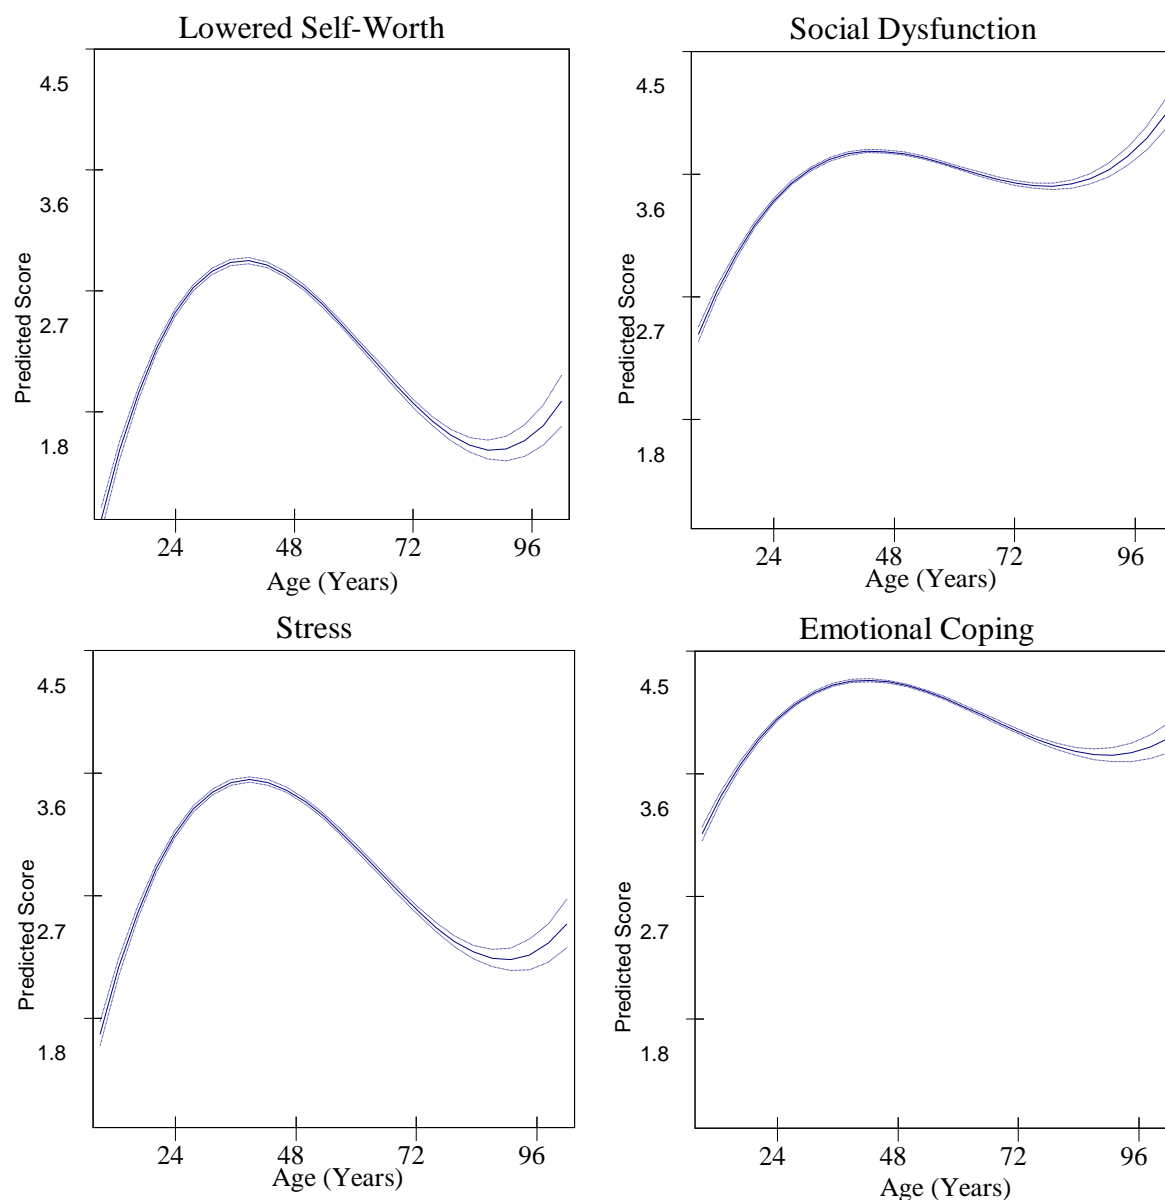 Lowered Self-Worth
4.5
3.6
2.7
1.8
Predicted Score
24 48 72 96
Age (Years)
Social Dysfunction
4.5
3.6
2.7
1.8
Predicted Score
24 48 72 96
Age (Years)
Stress
4.5
3.6
2.7
1.8
Predicted Score
24 48 72 96
Age (Years)
Emotional Coping
4.5
3.6
2.7
1.8
Predicted Score
24 48 72 96
Age (Years)